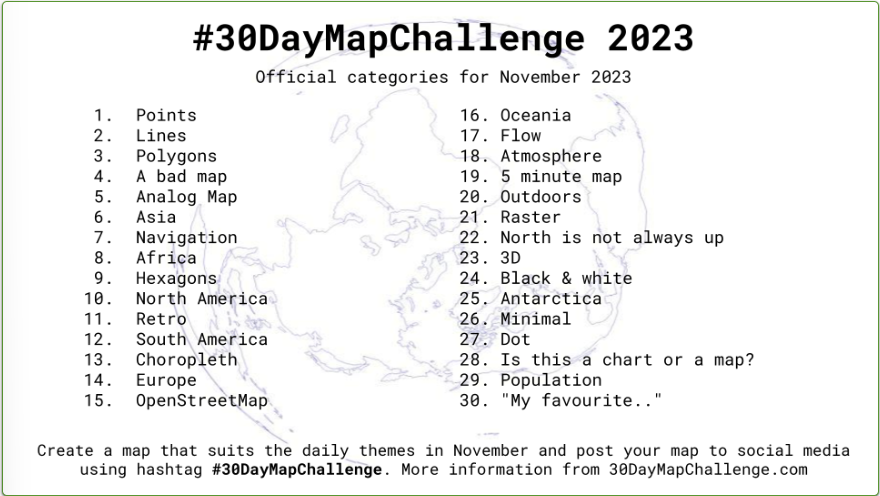 #30DayMapChallenge 2023
Official categories for November 2023
1. Points
2. Lines
3. Polygons
4. A bad map
5. Analog Map
6. Asia
7. Navigation
8. Africa
9. Hexagons
10. North America
11. Retro
12. South America
13. Choropleth
14. Europe
15. OpenStreetMap
16. Oceania
17. Flow
18. Atmosphere
19. 5 minute map
20. Outdoors
21. Raster
22. North is not always up
23. 3D
24. Black & white
25. Antarctica
26. Minimal
27. Dot
28. Is this a chart or a map?
29. Population
30. "My favourite.."
Create a map that suits the daily themes in November and post your map to social media
using hashtag #30DayMapChallenge. More information from 30DayMapChallenge.com